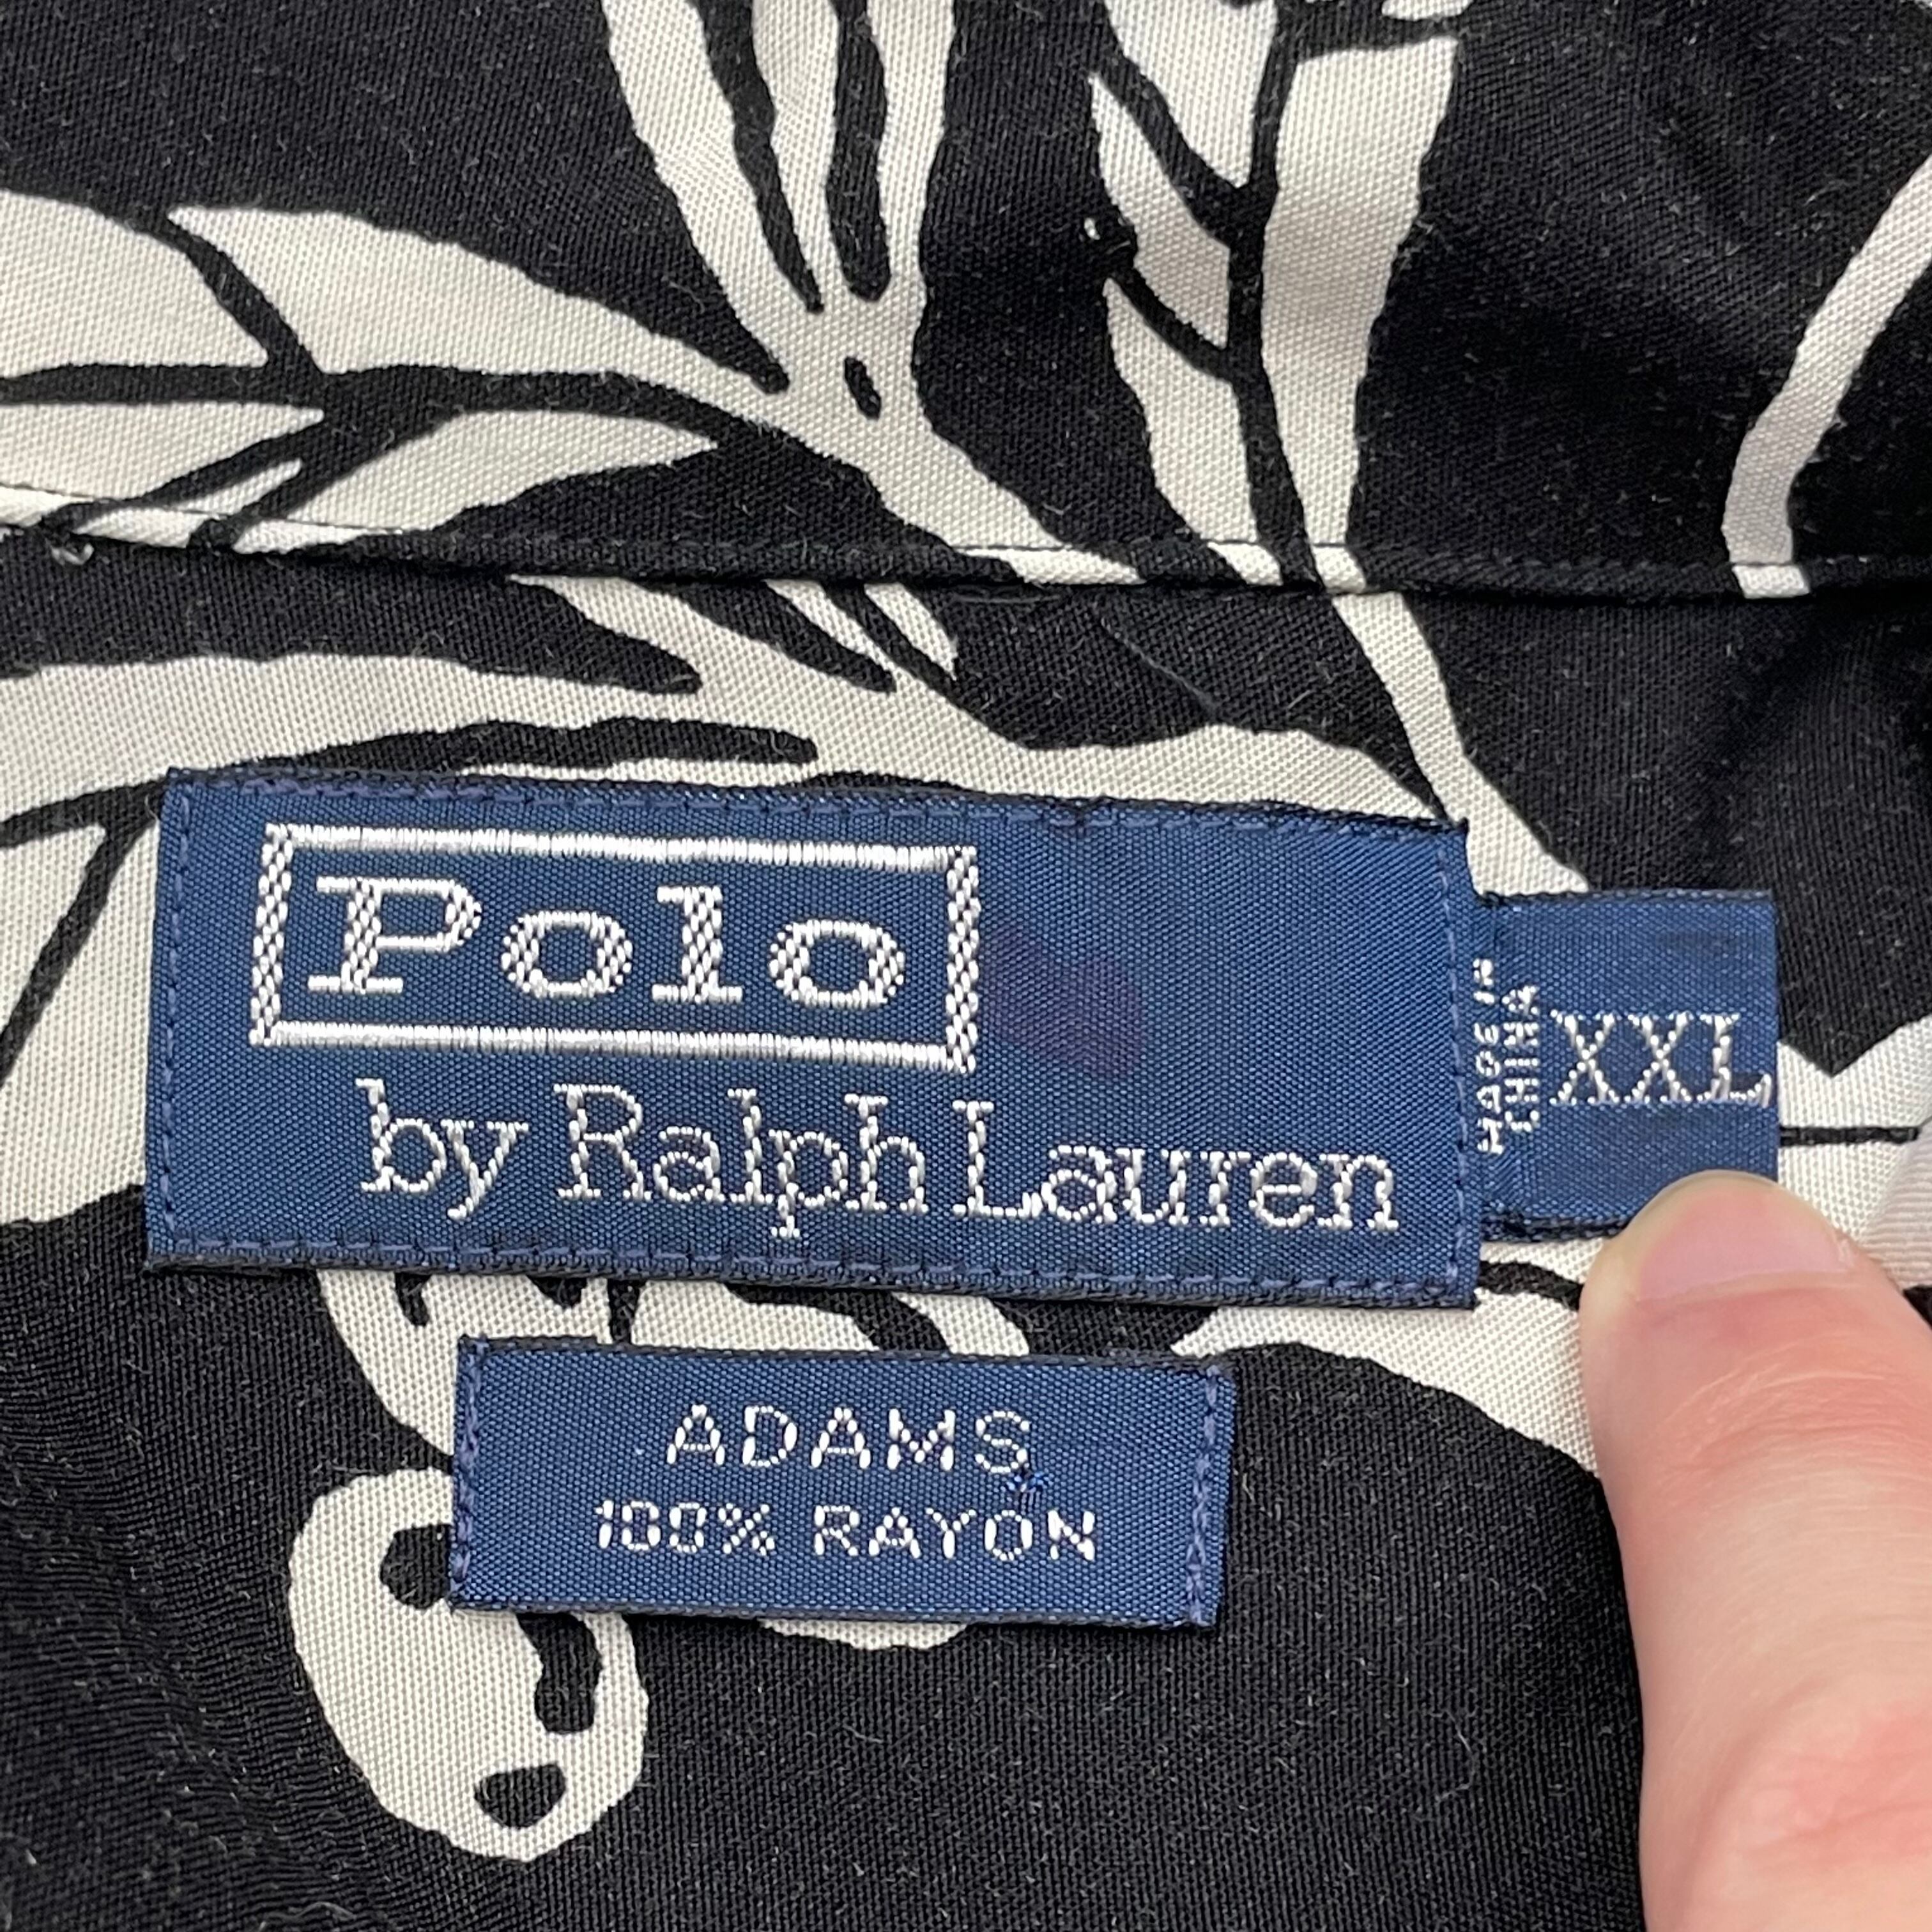 Polo
by Ralph Lauren
MADE IN
CHINA
XXL
ADAMS
100% RAYON